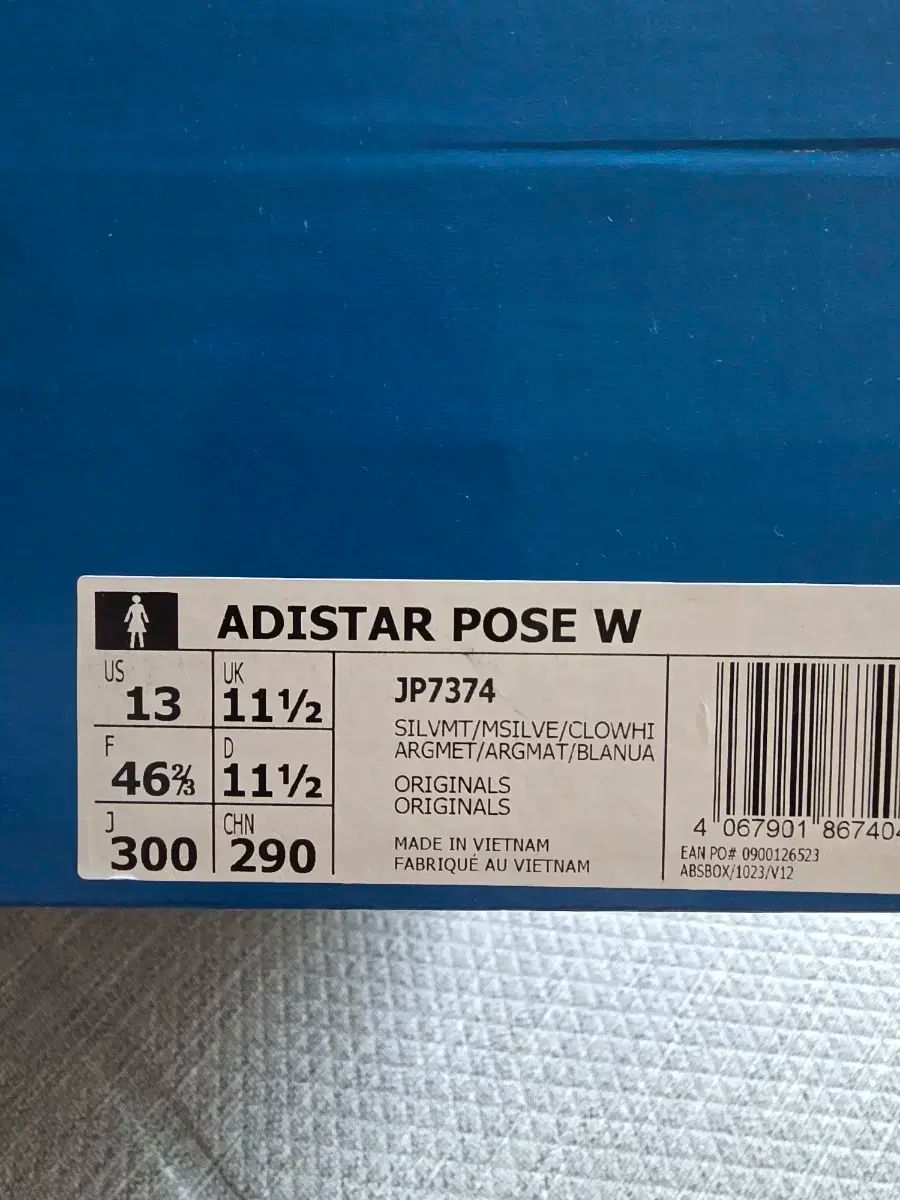 ADISTAR POSE W
US 13
UK 11½
F 46⅔
D 11½
J 300
CHN 290
JP7374
SILVMT/MSILVE/CLOWHI
ARGMET/ARGMAT/BLANUA
ORIGINALS
ORIGINALS
MADE IN VIETNAM
FABRIQUÉ AU VIETNAM
4 067901 867404
EAN PO# 0900126523
ABSBOX/1023/V12